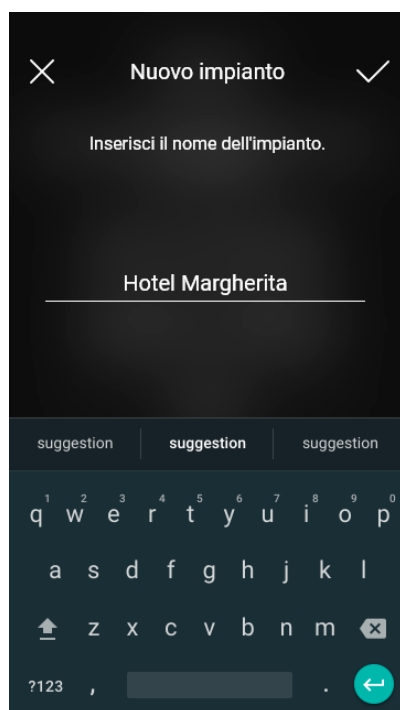 Nuovo impianto
Inserisci il nome dell'impianto.
Hotel Margherita
suggestion suggestion suggestion
1 2 3 4 5 6 7 8 9 0
q w e r t y u i o p
a s d f g h j k l
z x c v b n m
?123 , .